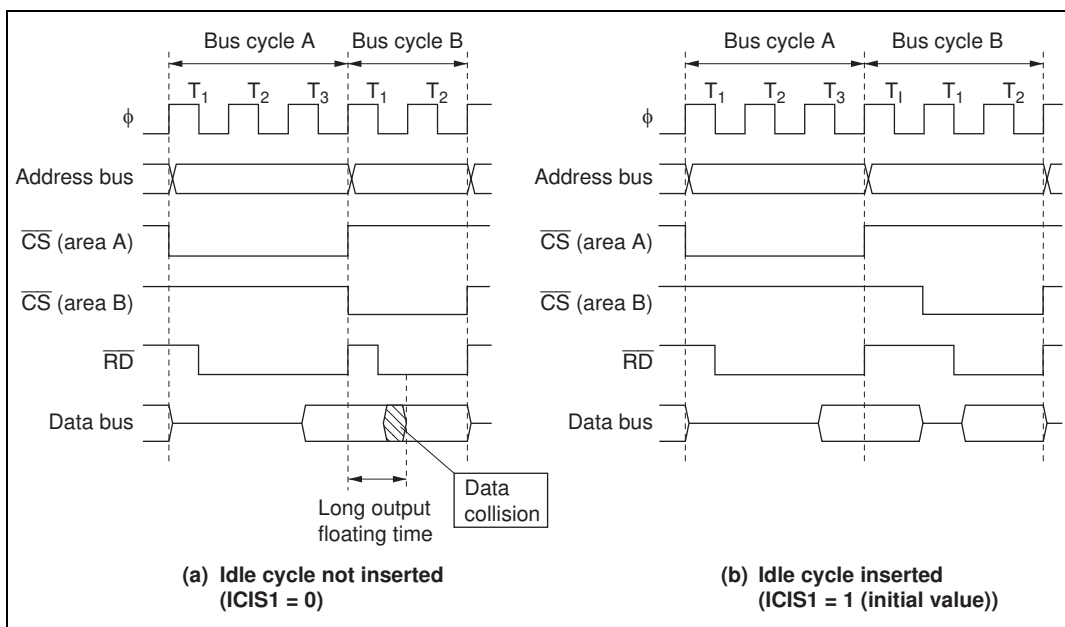 Bus cycle A Bus cycle B
T1 T2 T3 T1 T2
ϕ
Address bus
CS (area A)
CS (area B)
RD
Data bus
Long output
floating time
Data
collision
(a) Idle cycle not inserted
(ICIS1 = 0)
Bus cycle A Bus cycle B
T1 T2 T3 TI T1 T2
ϕ
Address bus
CS (area A)
CS (area B)
RD
Data bus
(b) Idle cycle inserted
(ICIS1 = 1 (initial value))